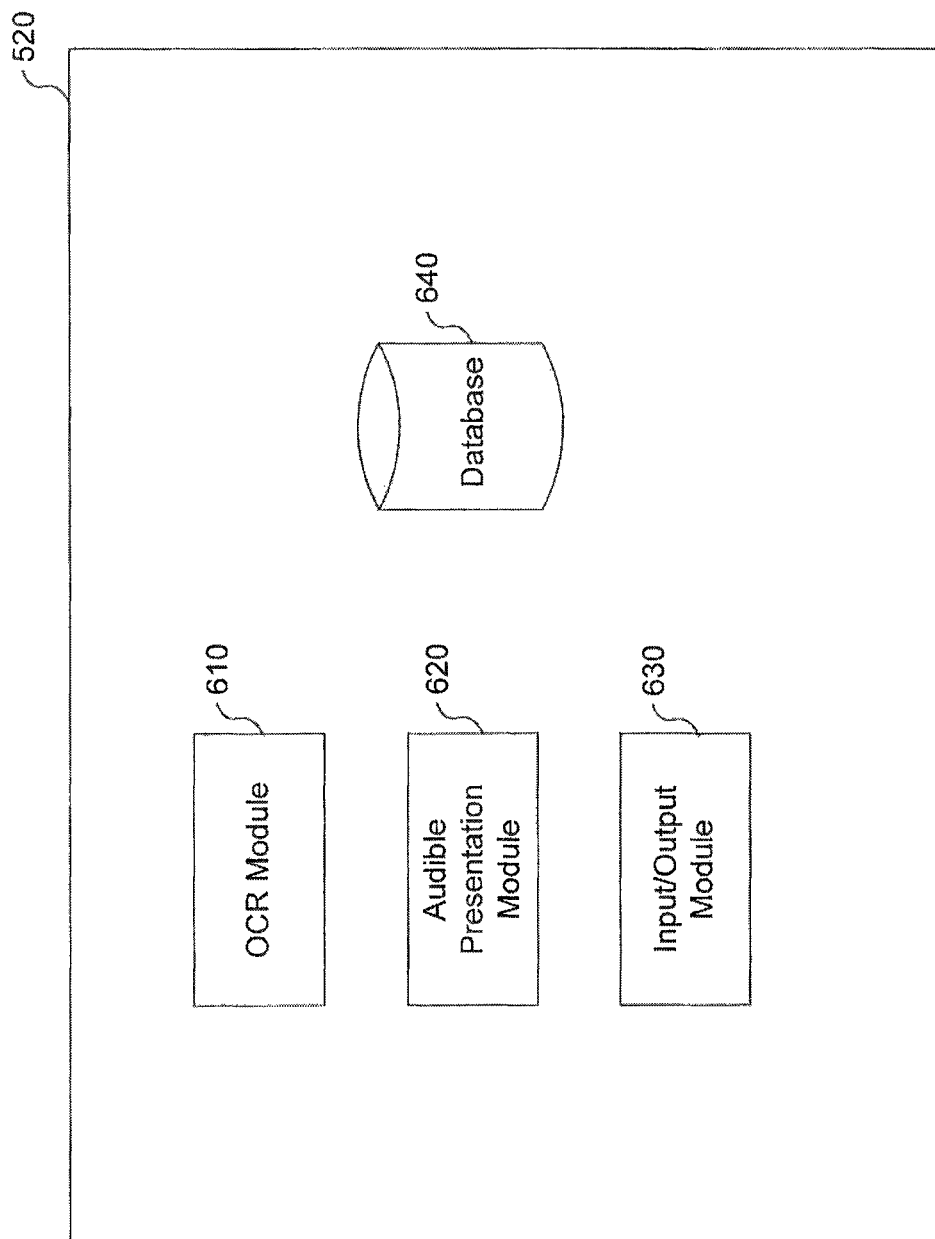 520
OCR Module
610
Audible
Presentation
Module
620
Input/Output
Module
630
Database
640